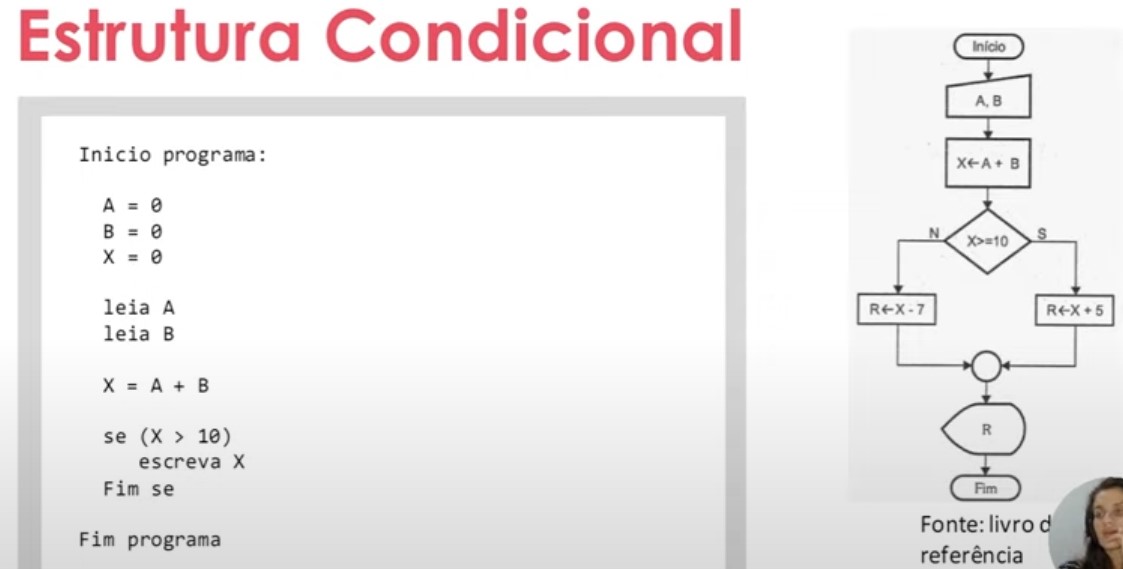 Estrutura Condicional
Inicio programa:
A = 0
B = 0
X = 0
leia A
leia B
X = A + B
se (X > 10)
escreva X
Fim se
Fim programa
Início
A, B
X←A + B
N
X>=10
S
R←X - 7
R←X + 5
R
Fim
Fonte: livro
referência